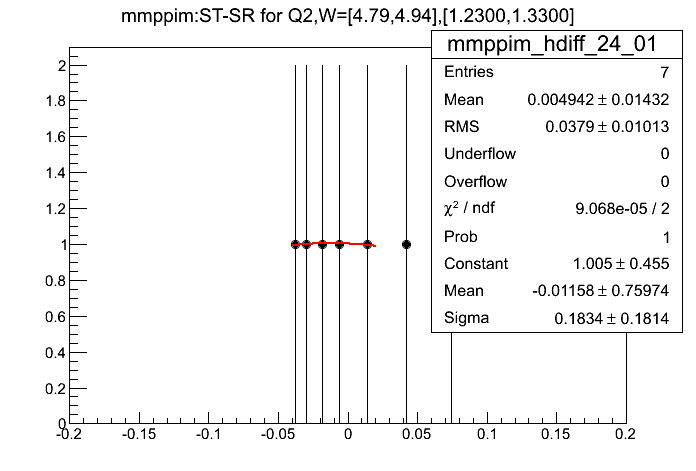 mmppim:ST-SR for Q2,W=[4.79,4.94],[1.2300,1.3300]
mmppim_hdiff_24_01
Entries 7
Mean 0.004942 ± 0.01432
RMS 0.0379 ± 0.01013
Underflow 0
Overflow 0
χ² / ndf 9.068e-05 / 2
Prob 1
Constant 1.005 ± 0.455
Mean -0.01158 ± 0.75974
Sigma 0.1834 ± 0.1814
2
1.8
1.6
1.4
1.2
1
0.8
0.6
0.4
0.2
0
-0.2 -0.15 -0.1 -0.05 0 0.05 0.1 0.15 0.2